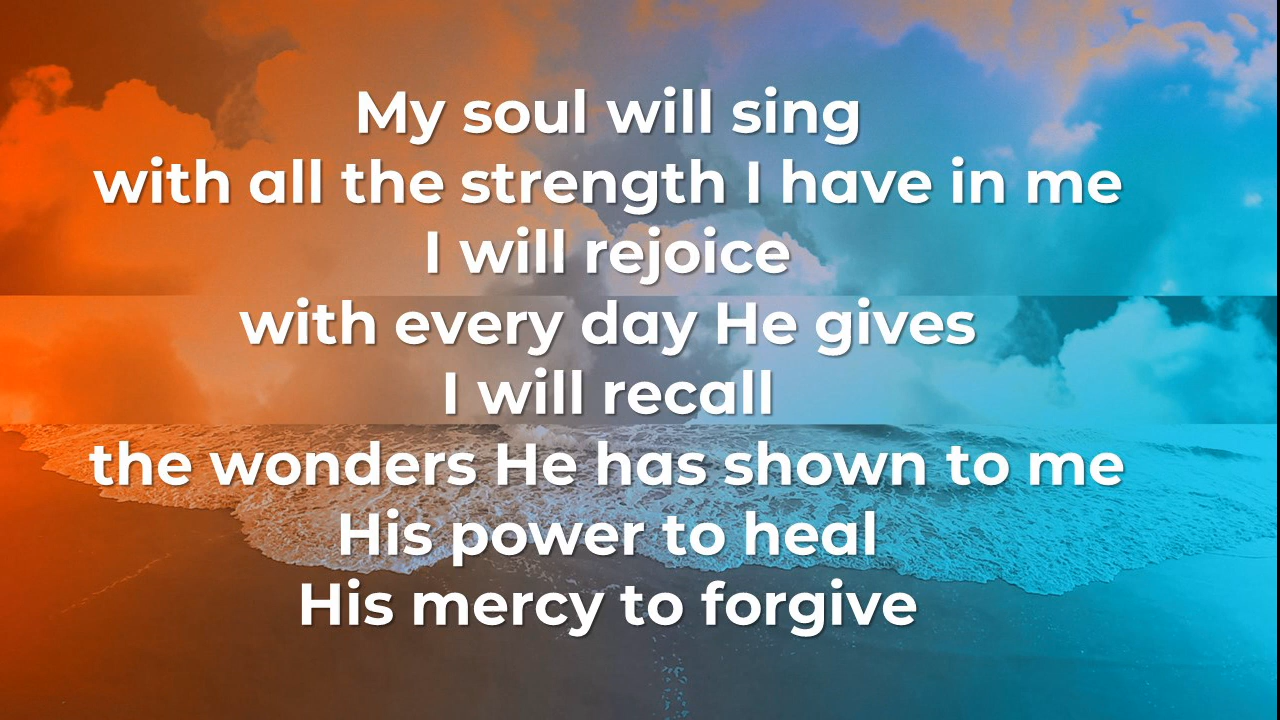 My soul will sing
with all the strength I have in me
I will rejoice
with every day He gives
I will recall
the wonders He has shown to me
His power to heal
His mercy to forgive